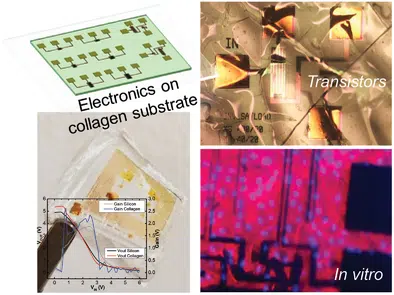 Electronics on
collagen substrate
IN
Transistors
Gain Silicon
Gain Collagen
Vout Silicon
Vout Collagen
Gain (V)
6
5
4
3
2
1
0
3.0
2.5
2.0
1.5
1.0
0.5
0.0
0 1 2 3 4 5 6
In vitro